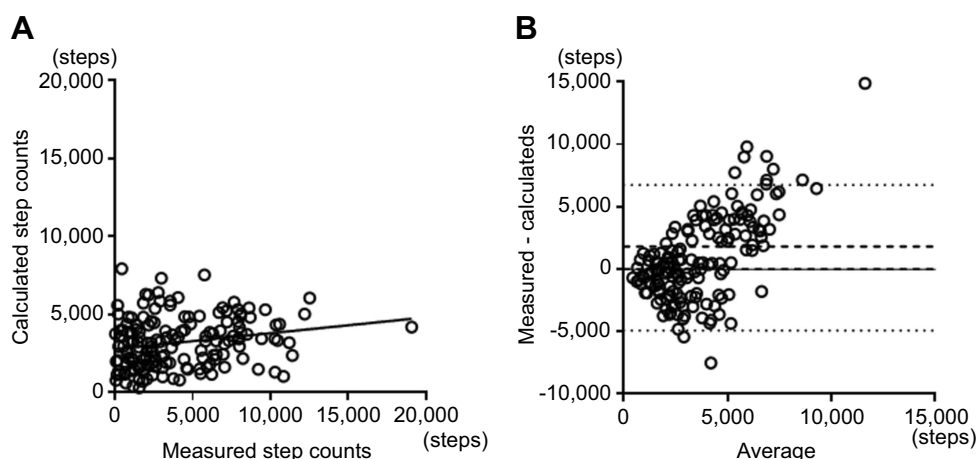 A
(steps)
20,000
15,000
10,000
5,000
0
Calculated step counts
0 5,000 10,000 15,000 20,000
(steps)
Measured step counts
B
(steps)
15,000
10,000
5,000
0
-5,000
-10,000
Measured - calculateds
0 5,000 10,000 15,000
(steps)
Average